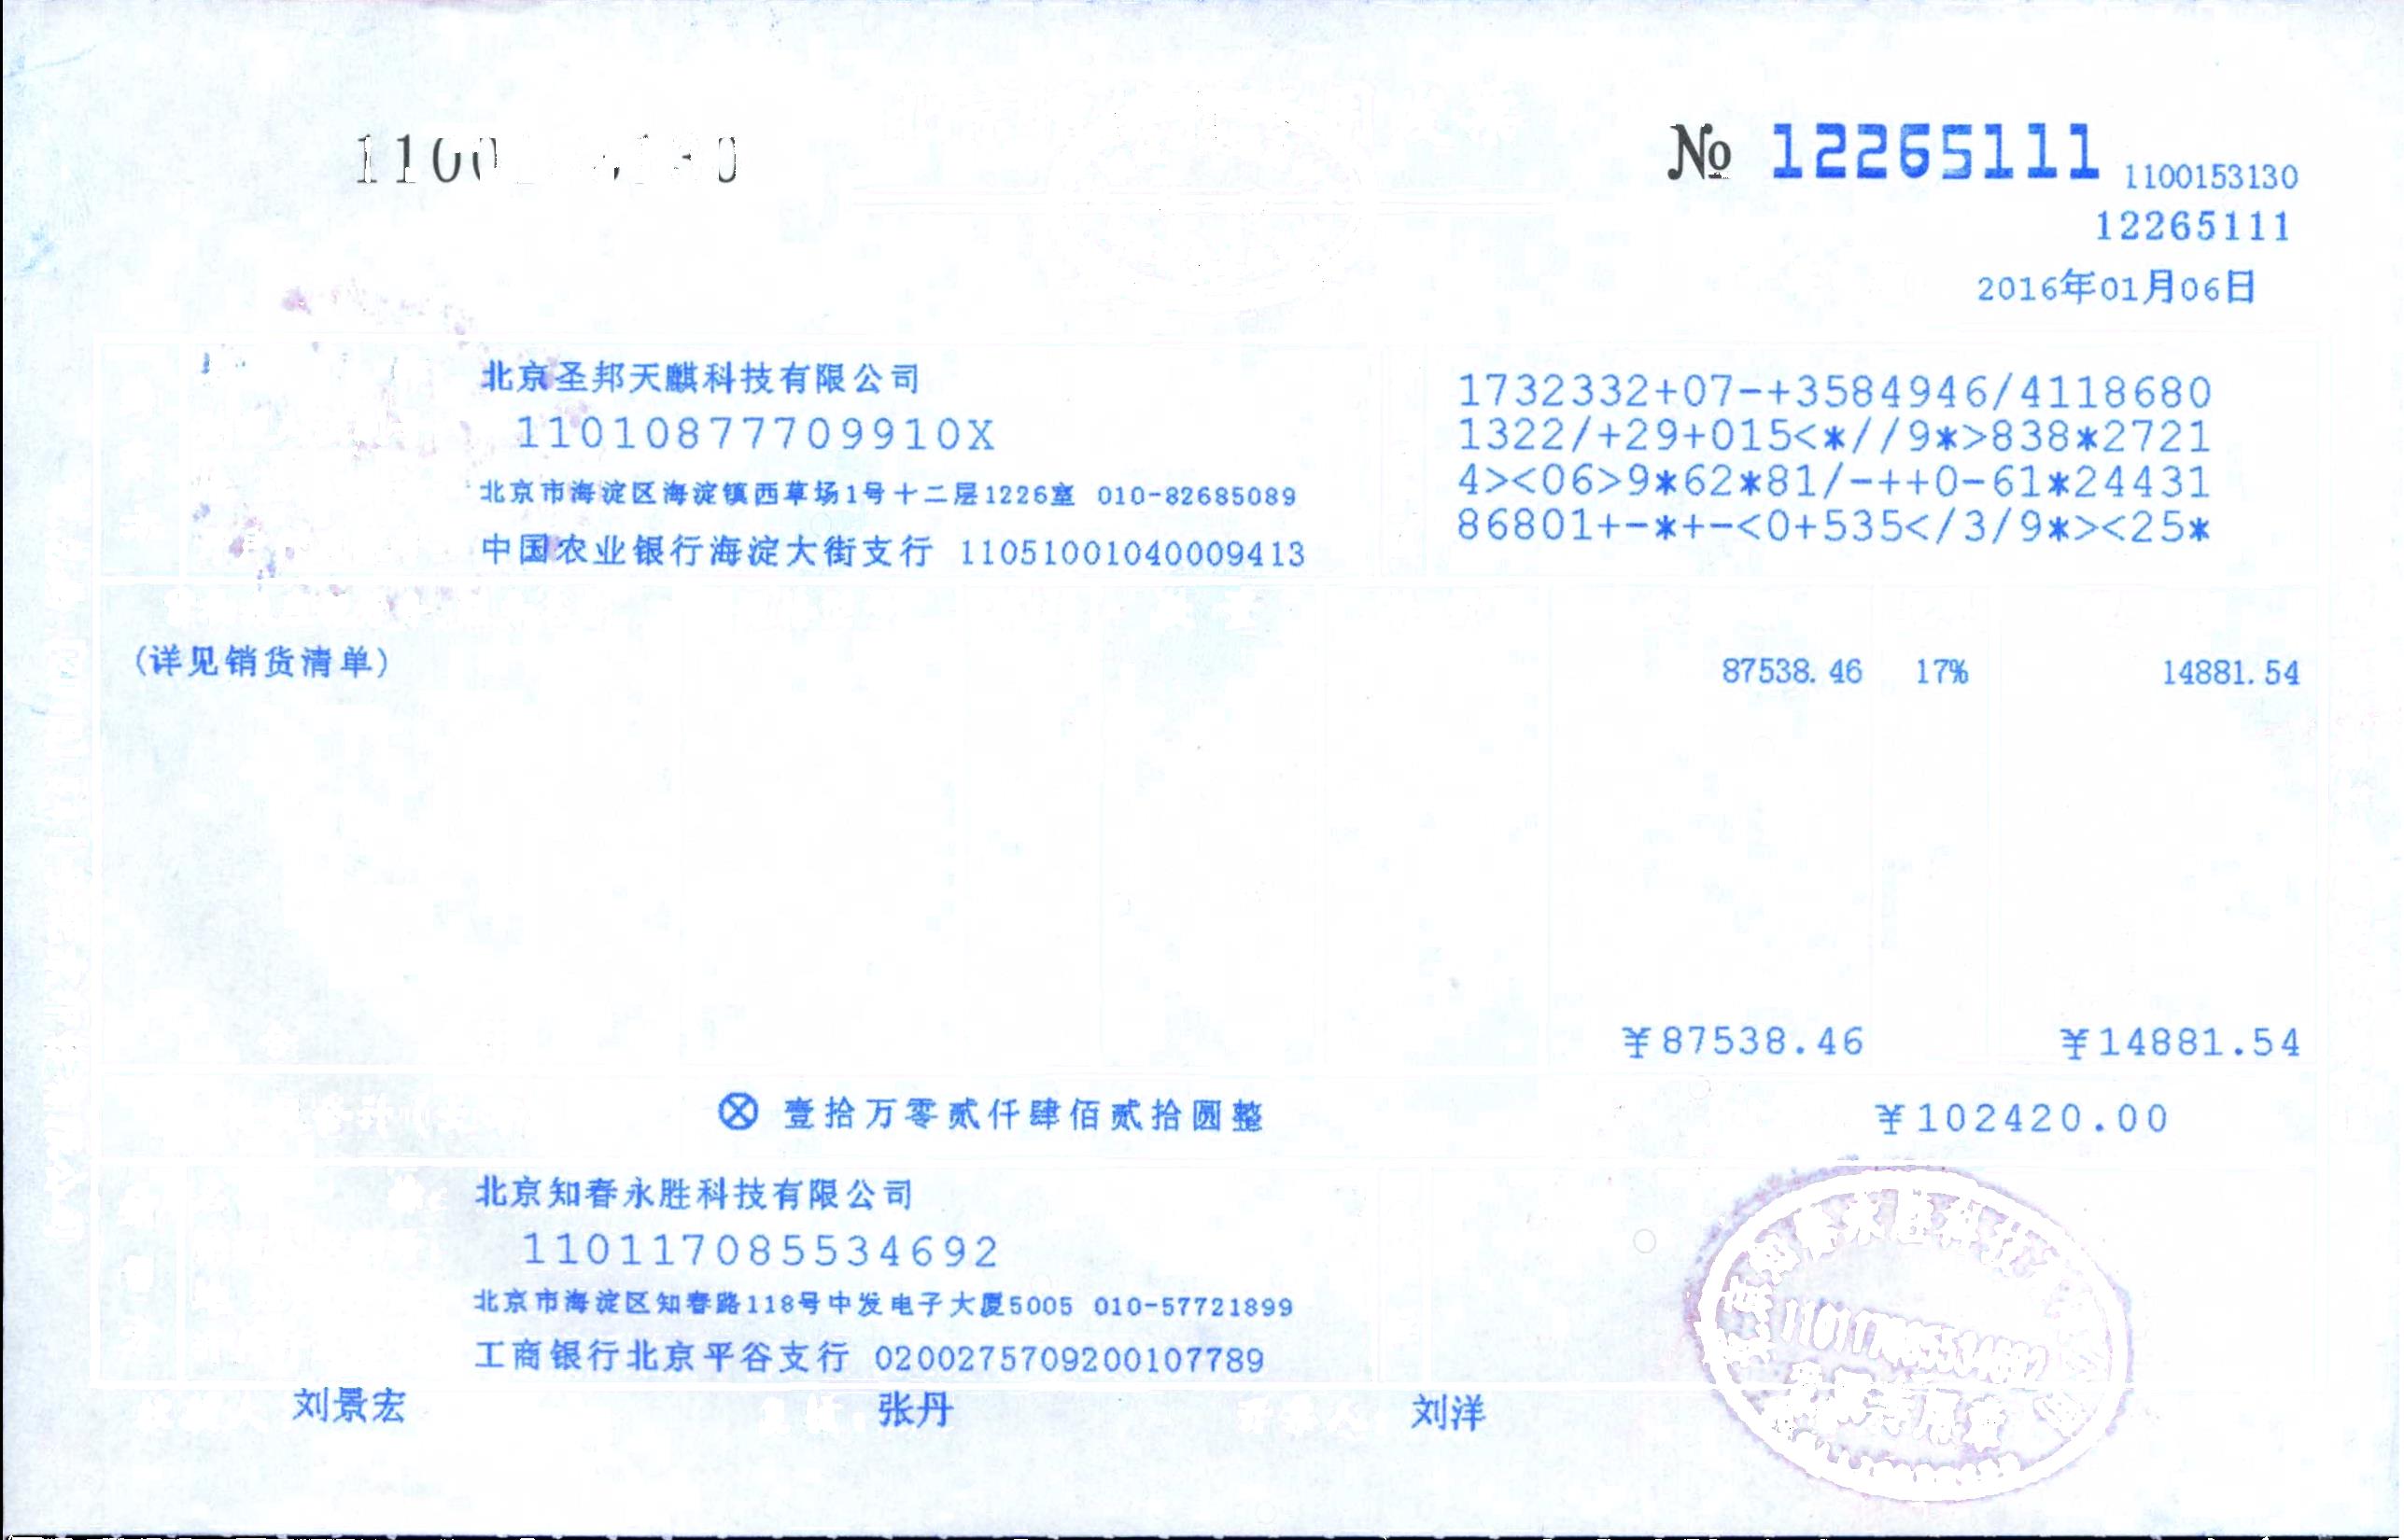 № 12265111 1100153130
12265111
2016年01月06日
北京圣邦天麒科技有限公司
11010877709910X
北京市海淀区海淀镇西草场1号十二层1226室 010-82685089
中国农业银行海淀大街支行 11051001040009413
1732332+07-+3584946/4118680
1322/+29+015<*//9*>838*2721
4><06>9*62*81/-++0-61*24431
86801+-*+-<0+535</3/9*><25*
(详见销货清单) 87538.46 17% 14881.54
¥87538.46 ¥14881.54
ⓧ 壹拾万零贰仟肆佰贰拾圆整 ¥102420.00
北京知春永胜科技有限公司
110117085534692
北京市海淀区知春路118号中发电子大厦5005 010-57721899
工商银行北京平谷支行 0200275709200107789
刘景宏 张丹 刘洋
110117085534692
发票专用章